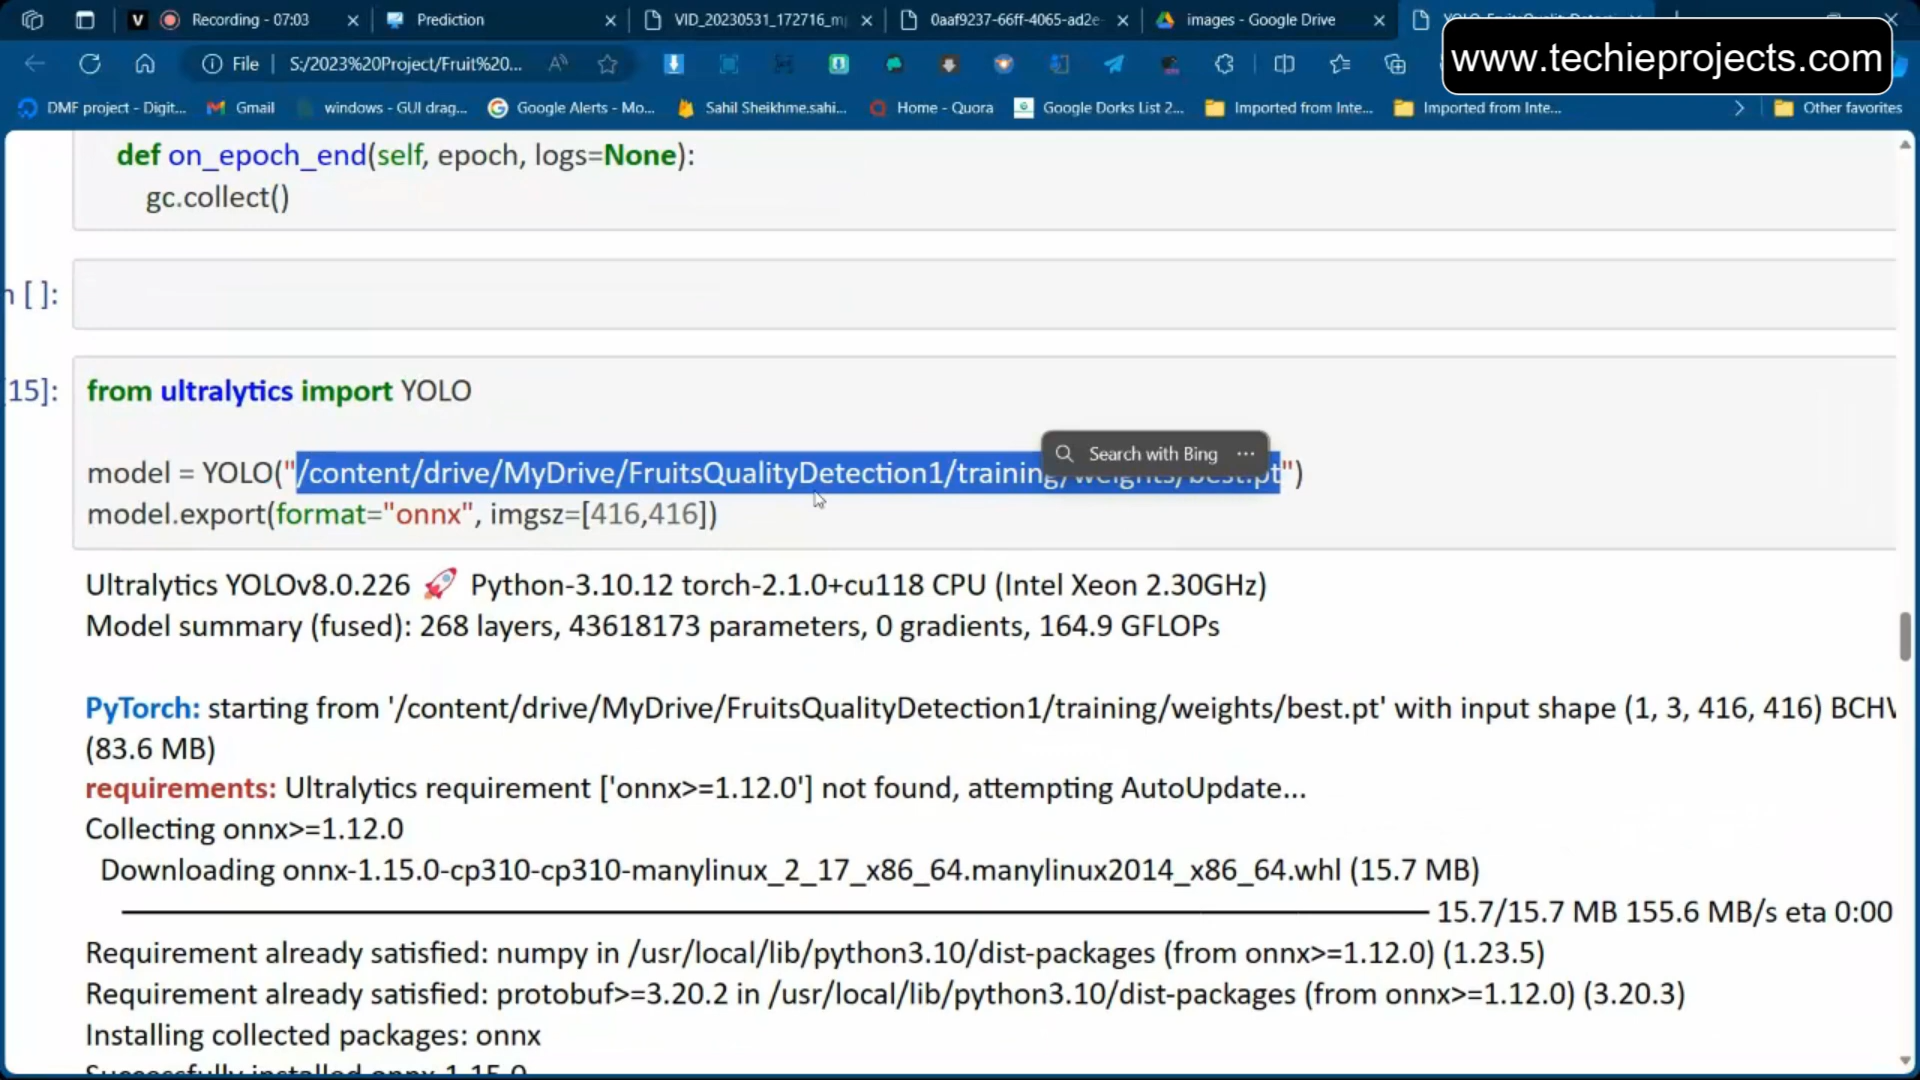 V Recording - 07:03
Prediction
VID_20230531_172716_m
0aaf9237-66ff-4065-ad2e-
images - Google Drive
www.techieprojects.com
File
S:/2023%20Project/Fruit%20...
DMF project - Digit...
Gmail
windows - GUI drag...
Google Alerts - Mo...
Sahil Sheikhme.sahi...
Home - Quora
Google Dorks List 2...
Imported from Inte...
Imported from Inte...
Other favorites
def on_epoch_end(self, epoch, logs=None):
gc.collect()
[ ]:
15]:
from ultralytics import YOLO
Search with Bing ...
model = YOLO("/content/drive/MyDrive/FruitsQualityDetection1/training/weights/best.pt")
model.export(format="onnx", imgsz=[416,416])
Ultralytics YOLOv8.0.226 🚀 Python-3.10.12 torch-2.1.0+cu118 CPU (Intel Xeon 2.30GHz)
Model summary (fused): 268 layers, 43618173 parameters, 0 gradients, 164.9 GFLOPs
PyTorch: starting from '/content/drive/MyDrive/FruitsQualityDetection1/training/weights/best.pt' with input shape (1, 3, 416, 416)
(83.6 MB)
requirements: Ultralytics requirement ['onnx>=1.12.0'] not found, attempting AutoUpdate...
Collecting onnx>=1.12.0
Downloading onnx-1.15.0-cp310-cp310-manylinux_2_17_x86_64.manylinux2014_x86_64.whl (15.7 MB)
15.7/15.7 MB 155.6 MB/s eta 0:00
Requirement already satisfied: numpy in /usr/local/lib/python3.10/dist-packages (from onnx>=1.12.0) (1.23.5)
Requirement already satisfied: protobuf>=3.20.2 in /usr/local/lib/python3.10/dist-packages (from onnx>=1.12.0) (3.20.3)
Installing collected packages: onnx
Successfully installed onnx-1.15.0